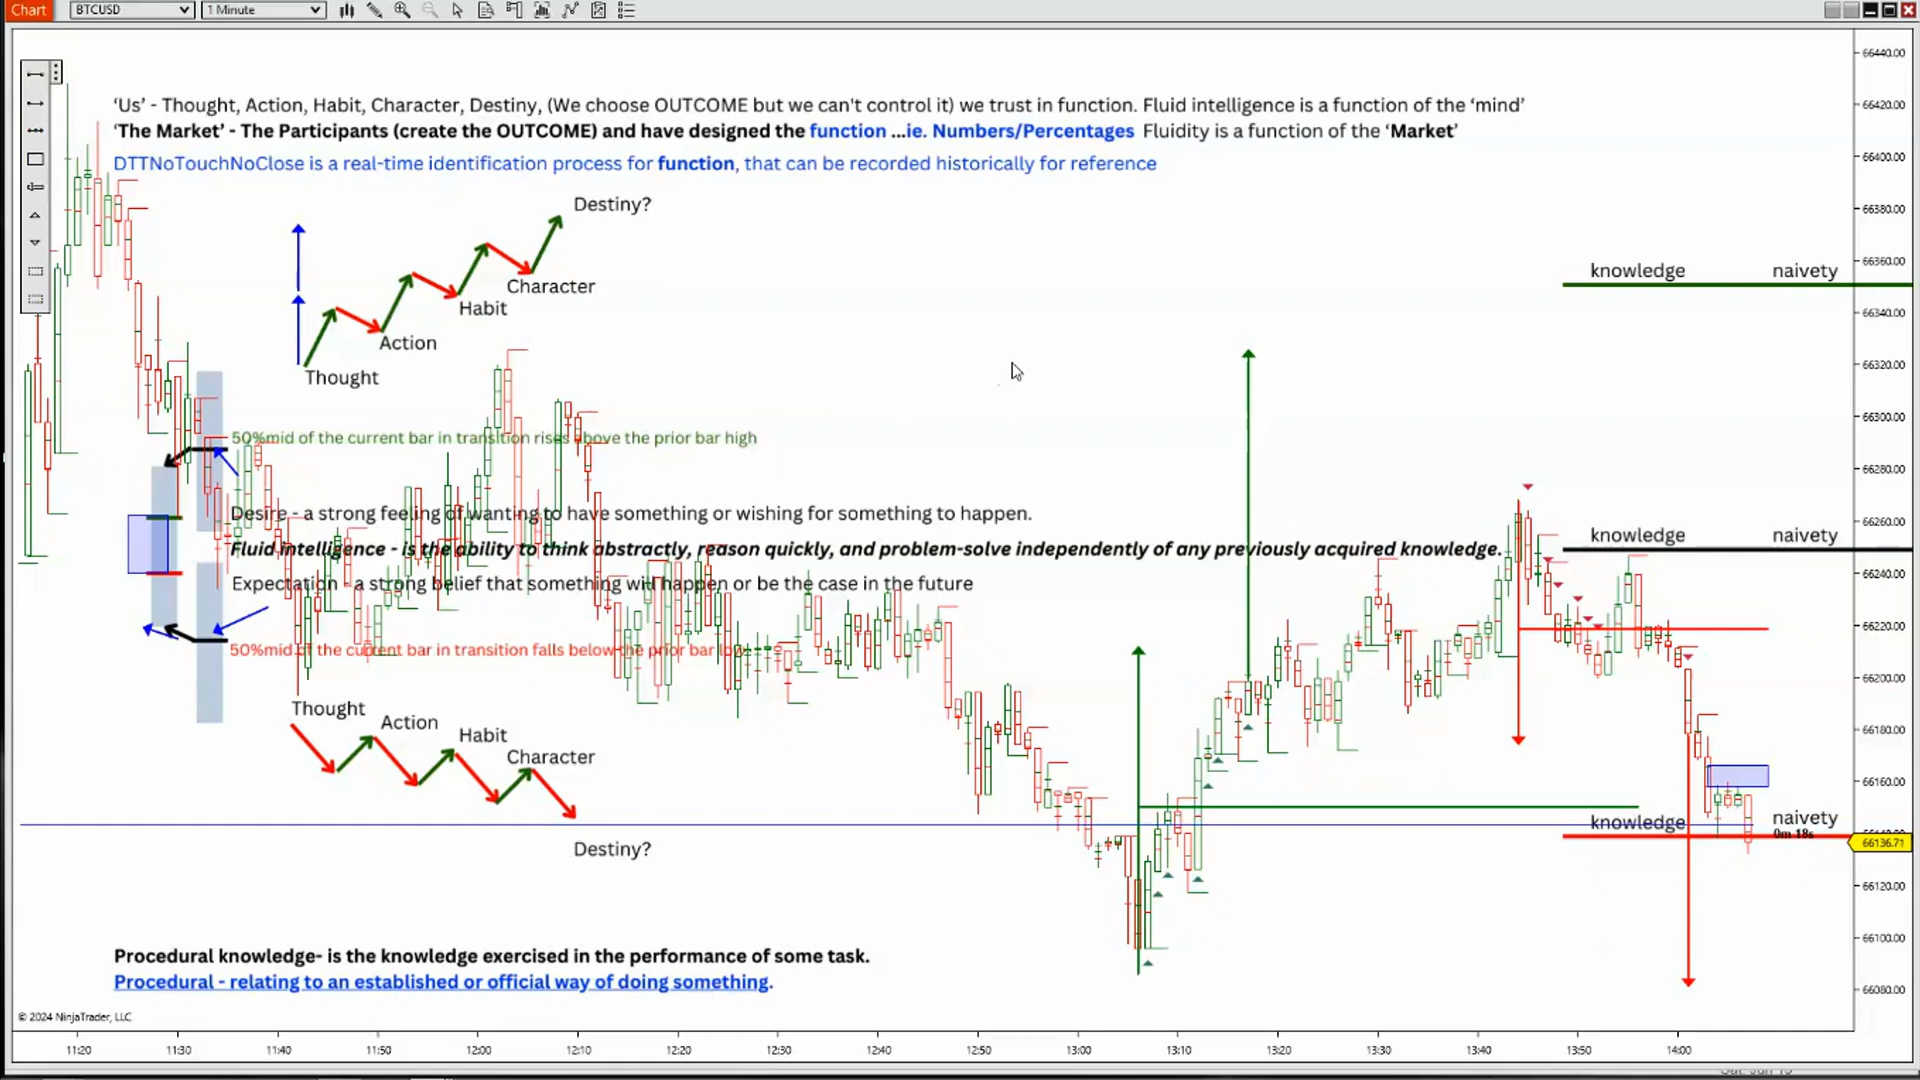 Chart BTCUSD 1 Minute
66440.00
'Us' - Thought, Action, Habit, Character, Destiny, (We choose OUTCOME but we can't control it) we trust in function. Fluid intelligence is a function of the 'mind'
66420.00
'The Market' - The Participants (create the OUTCOME) and have designed the function ...ie. Numbers/Percentages Fluidity is a function of the 'Market'
66400.00
DTTNoTouchNoClose is a real-time identification process for function, that can be recorded historically for reference
Destiny?
66380.00
66360.00
knowledge naivety
Character
Habit
66340.00
Action
66320.00
Thought
66300.00
50%mid of the current bar in transition rises above the prior bar high
66280.00
Desire - a strong feeling of wanting to have something or wishing for something to happen.
66260.00
knowledge naivety
Fluid intelligence - is the ability to think abstractly, reason quickly, and problem-solve independently of any previously acquired knowledge.
66240.00
Expectation - a strong belief that something will happen or be the case in the future
66220.00
50%mid of the current bar in transition falls below the prior bar low
66200.00
Thought
Action
66180.00
Habit
Character
66160.00
knowledge naivety
0m 18s
66136.71
Destiny?
66120.00
66100.00
Procedural knowledge- is the knowledge exercised in the performance of some task.
Procedural - relating to an established or official way of doing something.
66080.00
© 2024 NinjaTrader, LLC
11:20 11:30 11:40 11:50 12:00 12:10 12:20 12:30 12:40 12:50 13:00 13:10 13:20 13:30 13:40 13:50 14:00